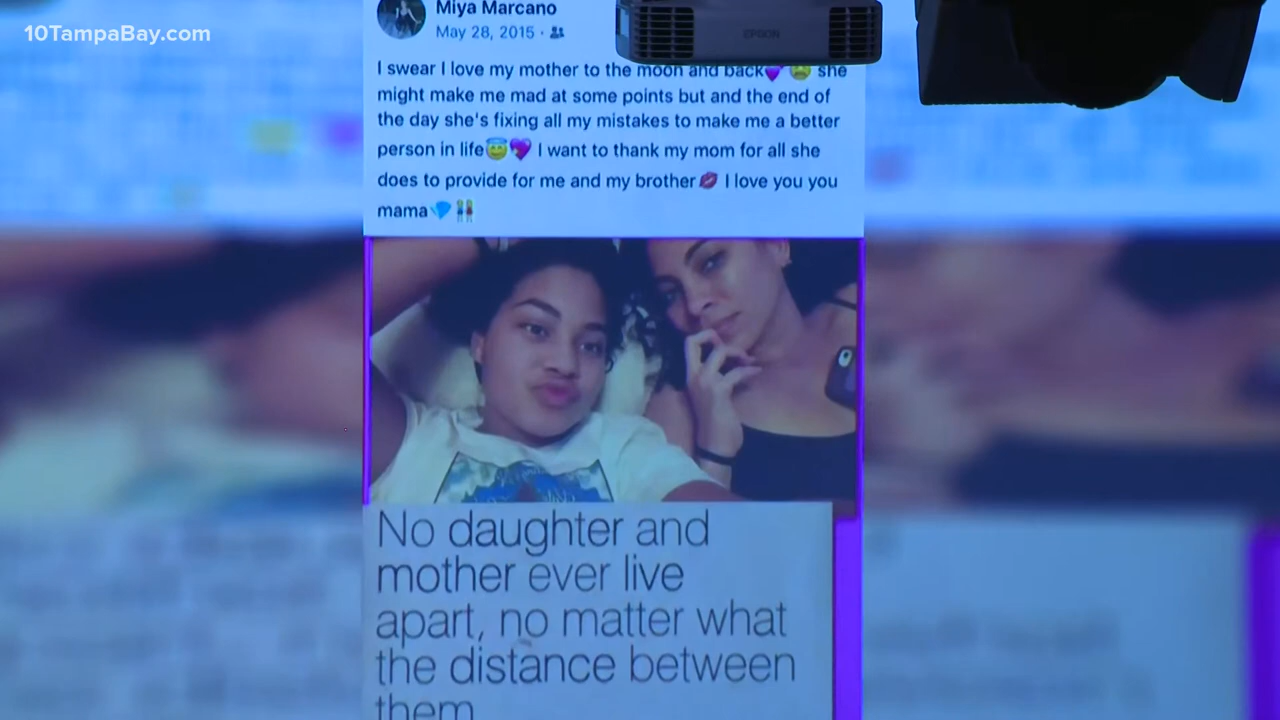 10TampaBay.com
Miya Marcano
May 28, 2015 ·
EPSON
I swear I love my mother to the moon and back💕😩 she
might make me mad at some points but and the end of
the day she's fixing all my mistakes to make me a better
person in life😇💖 I want to thank my mom for all she
does to provide for me and my brother💋 I love you you
mama💎👭
No daughter and
mother ever live
apart, no matter what
the distance between
them